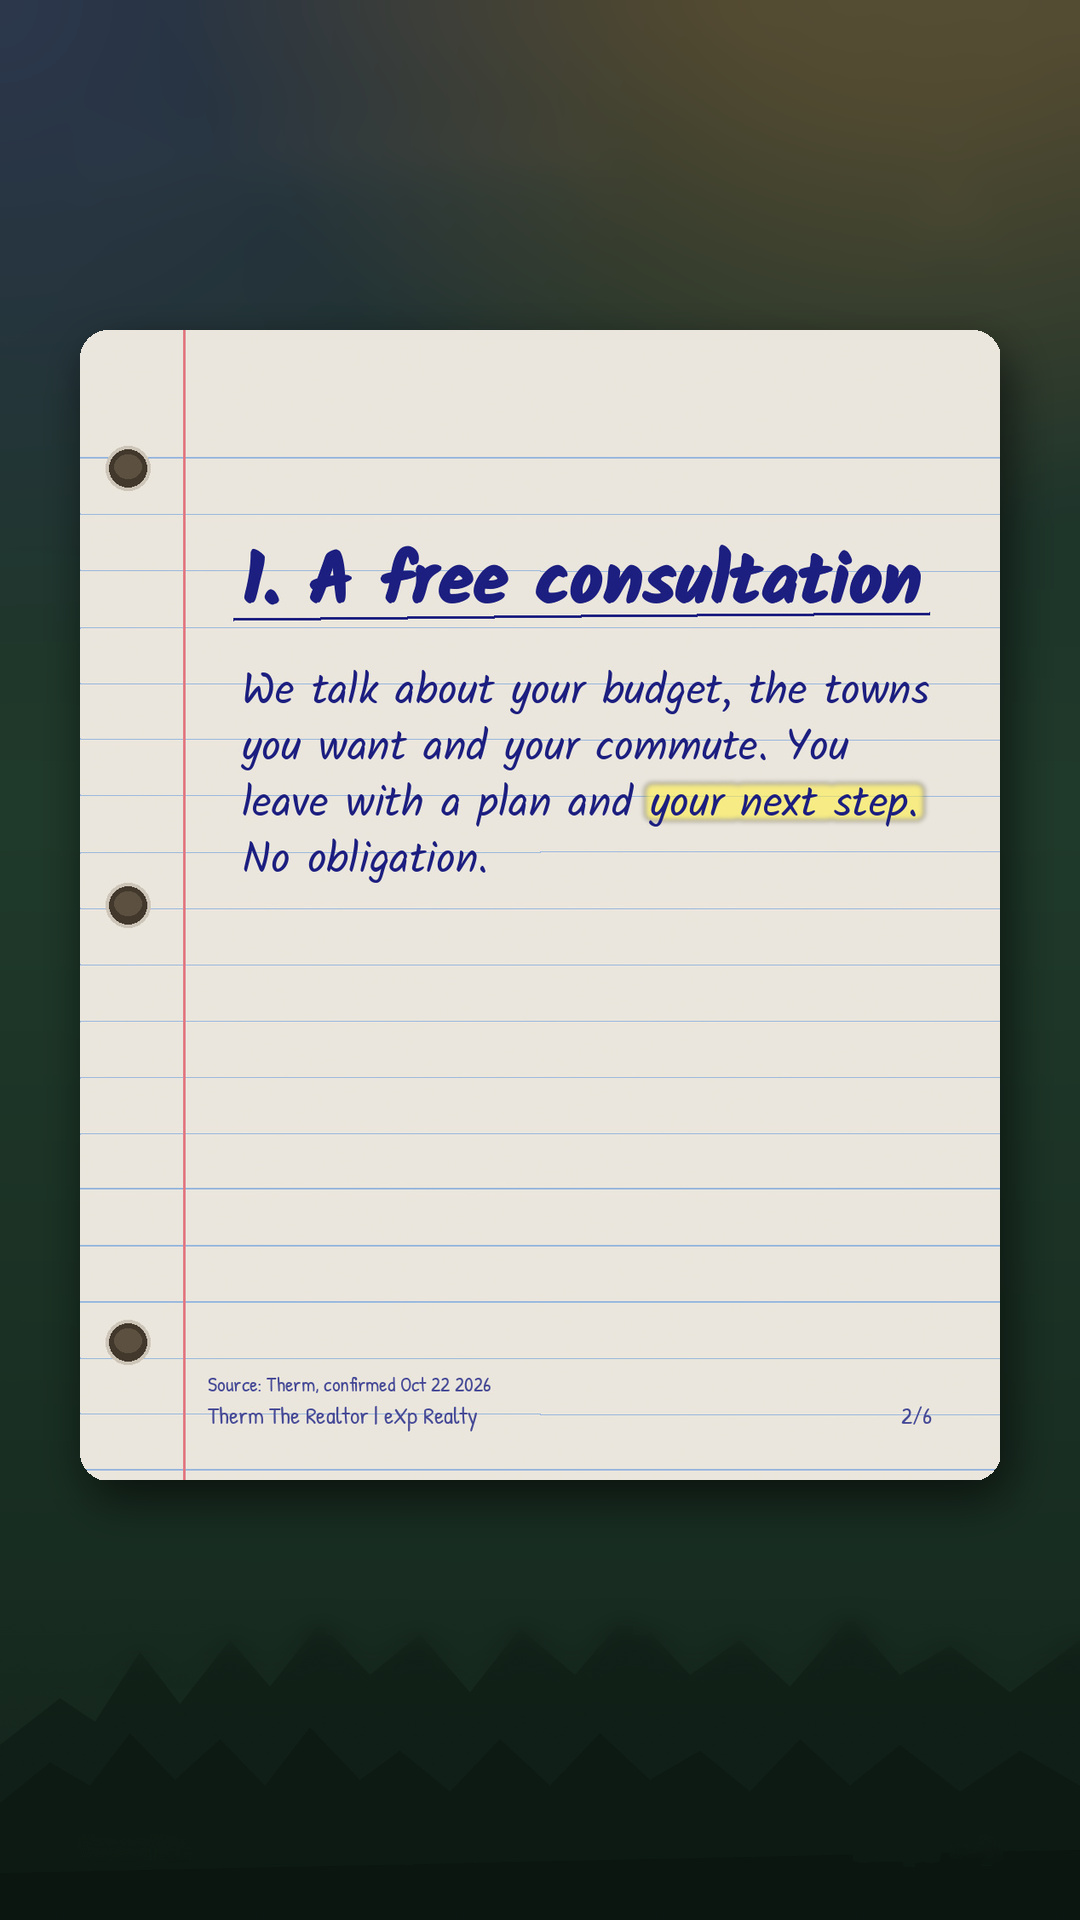 1. A free consultation
We talk about your budget, the towns
you want and your commute. You
leave with a plan and your next step.
No obligation.
Source: Therm, confirmed Oct 22 2026
Therm The Realtor | eXp Realty
2/6